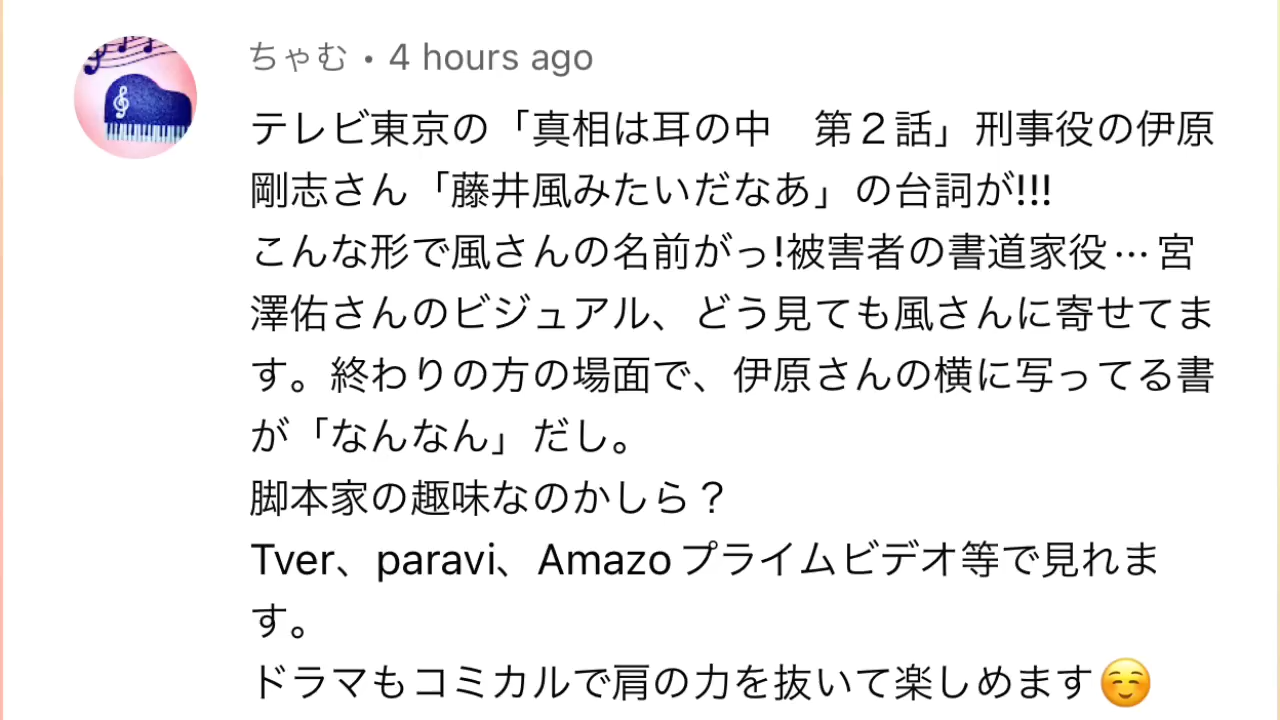 ちゃむ • 4 hours ago
テレビ東京の「真相は耳の中　第２話」刑事役の伊原
剛志さん「藤井風みたいだなあ」の台詞が!!!
こんな形で風さんの名前がっ!被害者の書道家役…宮
澤佑さんのビジュアル、どう見ても風さんに寄せてま
す。終わりの方の場面で、伊原さんの横に写ってる書
が「なんなん」だし。
脚本家の趣味なのかしら？
Tver、paravi、Amazoプライムビデオ等で見れま
す。
ドラマもコミカルで肩の力を抜いて楽しめます☺️